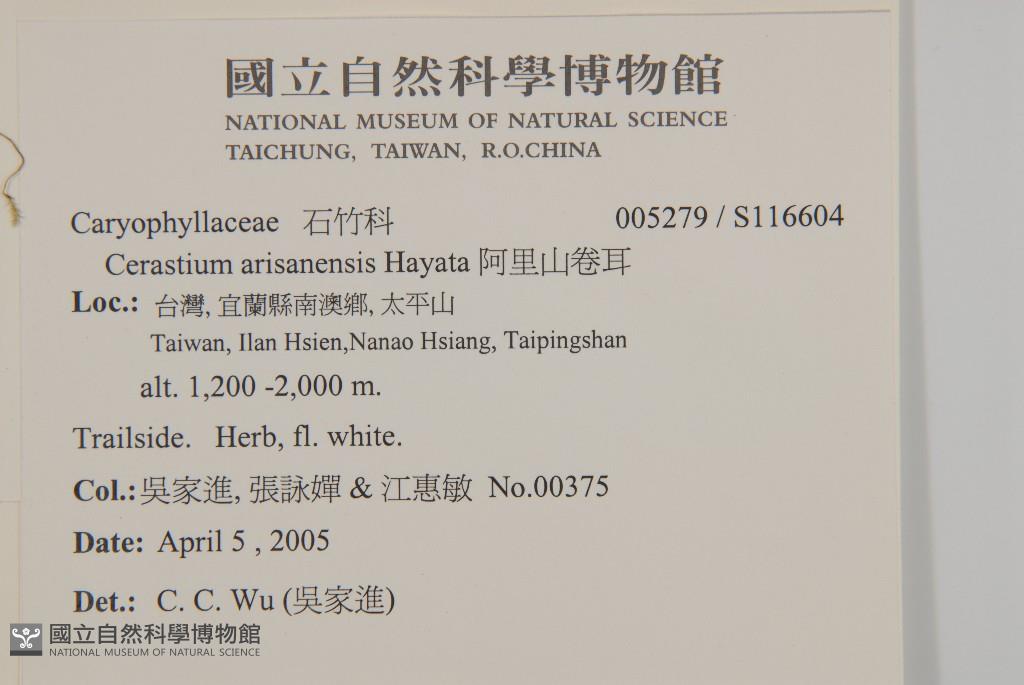 國立自然科學博物館
NATIONAL MUSEUM OF NATURAL SCIENCE
TAICHUNG, TAIWAN, R.O.CHINA
Caryophyllaceae 石竹科 005279 / S116604
Cerastium arisanensis Hayata 阿里山卷耳
Loc.: 台灣, 宜蘭縣南澳鄉, 太平山
Taiwan, Ilan Hsien,Nanao Hsiang, Taipingshan
alt. 1,200 -2,000 m.
Trailside. Herb, fl. white.
Col.: 吳家進, 張詠嬋 & 江惠敏 No.00375
Date: April 5 , 2005
Det.: C. C. Wu (吳家進)
國立自然科學博物館
NATIONAL MUSEUM OF NATURAL SCIENCE